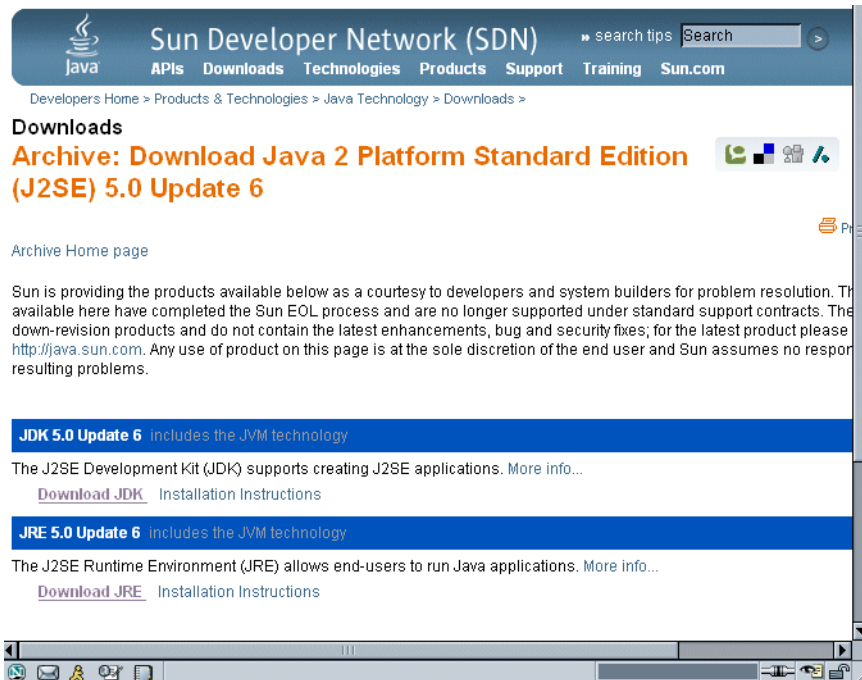 Java
Sun Developer Network (SDN)
» search tips Search >
APIs Downloads Technologies Products Support Training Sun.com
Developers Home > Products & Technologies > Java Technology > Downloads >
Downloads
Archive: Download Java 2 Platform Standard Edition
(J2SE) 5.0 Update 6
Archive Home page
Sun is providing the products available below as a courtesy to developers and system builders for problem resolution. Th
available here have completed the Sun EOL process and are no longer supported under standard support contracts. The
down-revision products and do not contain the latest enhancements, bug and security fixes; for the latest product please
http://java.sun.com. Any use of product on this page is at the sole discretion of the end user and Sun assumes no respon
resulting problems.
JDK 5.0 Update 6 includes the JVM technology
The J2SE Development Kit (JDK) supports creating J2SE applications. More info...
Download JDK Installation Instructions
JRE 5.0 Update 6 includes the JVM technology
The J2SE Runtime Environment (JRE) allows end-users to run Java applications. More info...
Download JRE Installation Instructions